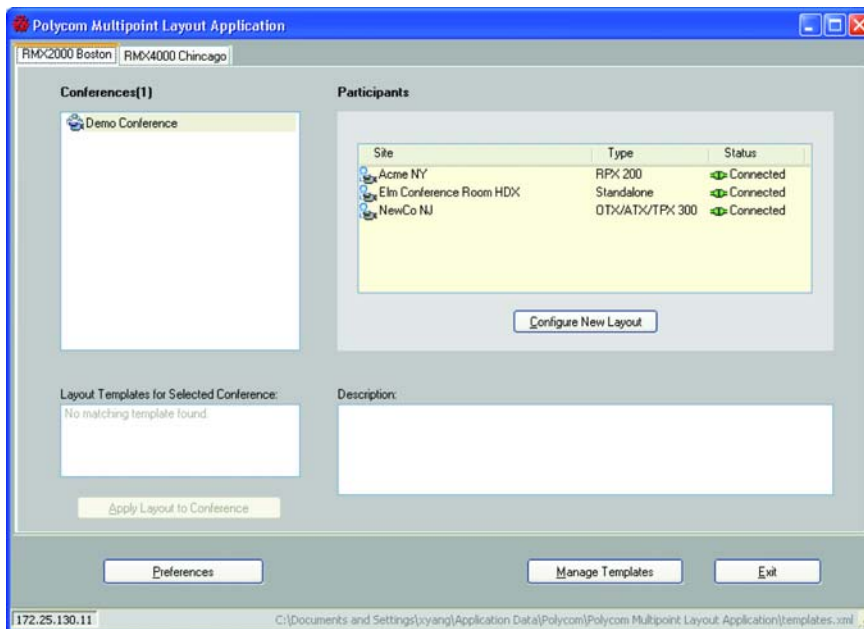 Polycom Multipoint Layout Application
RMX2000 Boston RMX4000 Chincago
Conferences(1)
Demo Conference
Participants
Site Type Status
Acme NY RPX 200 Connected
Elm Conference Room HDX Standalone Connected
NewCo NJ OTX/ATX/TPX 300 Connected
Configure New Layout
Layout Templates for Selected Conference:
No matching template found.
Description:
Apply Layout to Conference
Preferences Manage Templates Exit
172.25.130.11 C:\Documents and Settings\xyang\Application Data\Polycom\Polycom Multipoint Layout Application\templates.xml